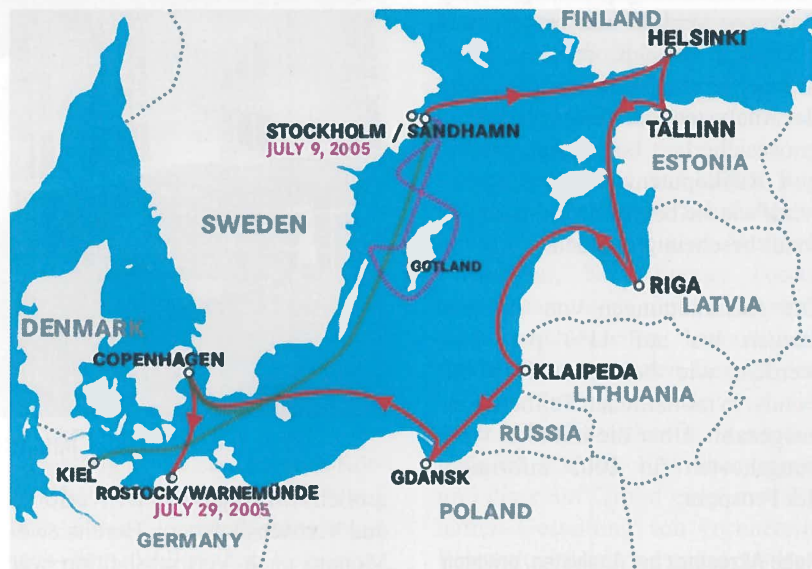 FINLAND
HELSINKI
STOCKHOLM / SANDHAMN
JULY 9, 2005
TALLINN
ESTONIA
SWEDEN
GOTLAND
RIGA
LATVIA
DENMARK
COPENHAGEN
KLAIPEDA
LITHUANIA
RUSSIA
KIEL
GDANSK
ROSTOCK/WARNEMÜNDE
JULY 29, 2005
POLAND
GERMANY